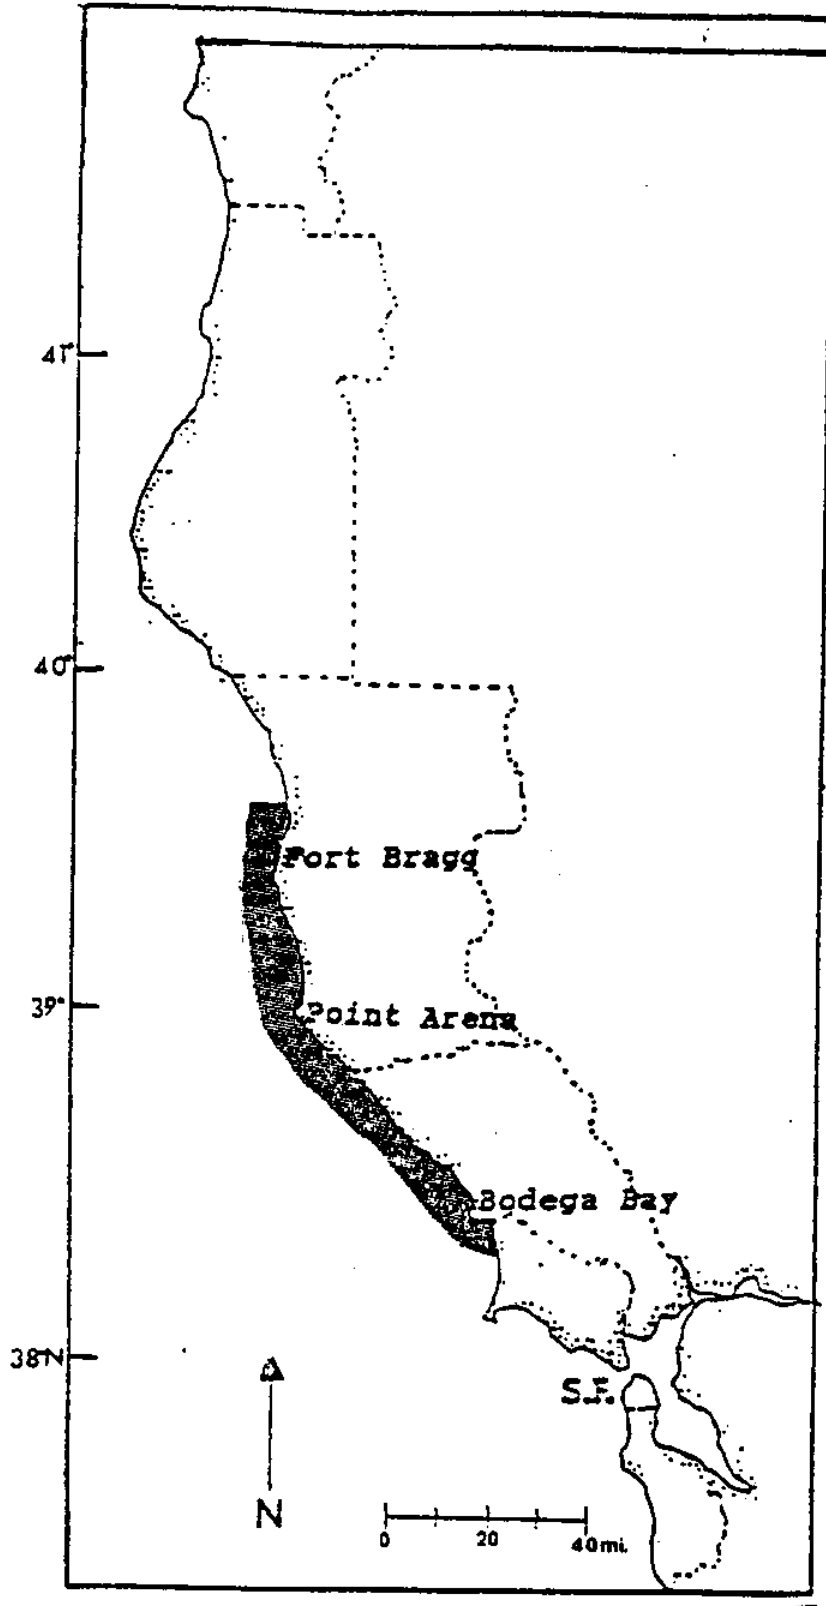 41°
40°
Fort Bragg
39°
Point Arena
Bodega Bay
38°N
S.F.
N
0 20 40mi.